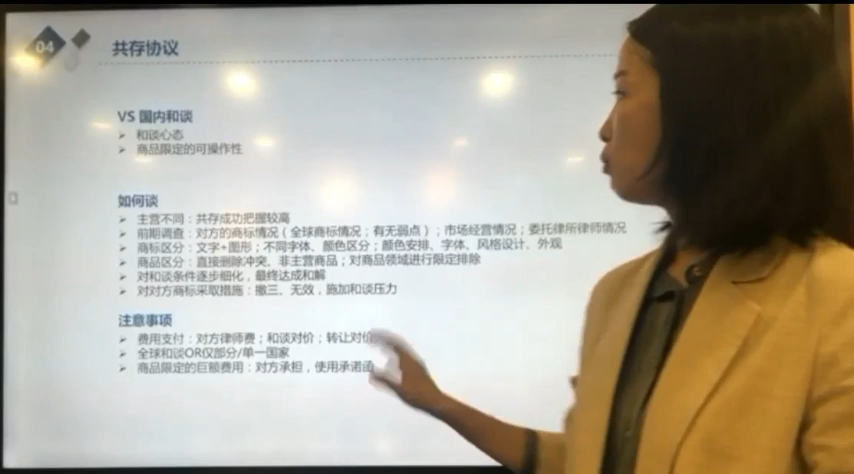 04
共存协议
VS 国内和谈
➢ 和谈心态
➢ 商品限定的可操作性
如何谈
➢ 主营不同：共存成功把握较高
➢ 前期调查：对方的商标情况（全球商标情况；有无弱点）；市场经营情况；委托律所律师情况
➢ 商标区分：文字+图形；不同字体、颜色区分；颜色安排、字体、风格设计、外观
➢ 商品区分：直接删除冲突、非主营商品；对商品领域进行限定排除
➢ 对和谈条件逐步细化，最终达成和解
➢ 对对方商标采取措施：撤三、无效，施加和谈压力
注意事项
➢ 费用支付：对方律师费；和谈对价；转让对价
➢ 全球和谈OR仅部分/单一国家
➢ 商品限定的巨额费用：对方承担，使用承诺函